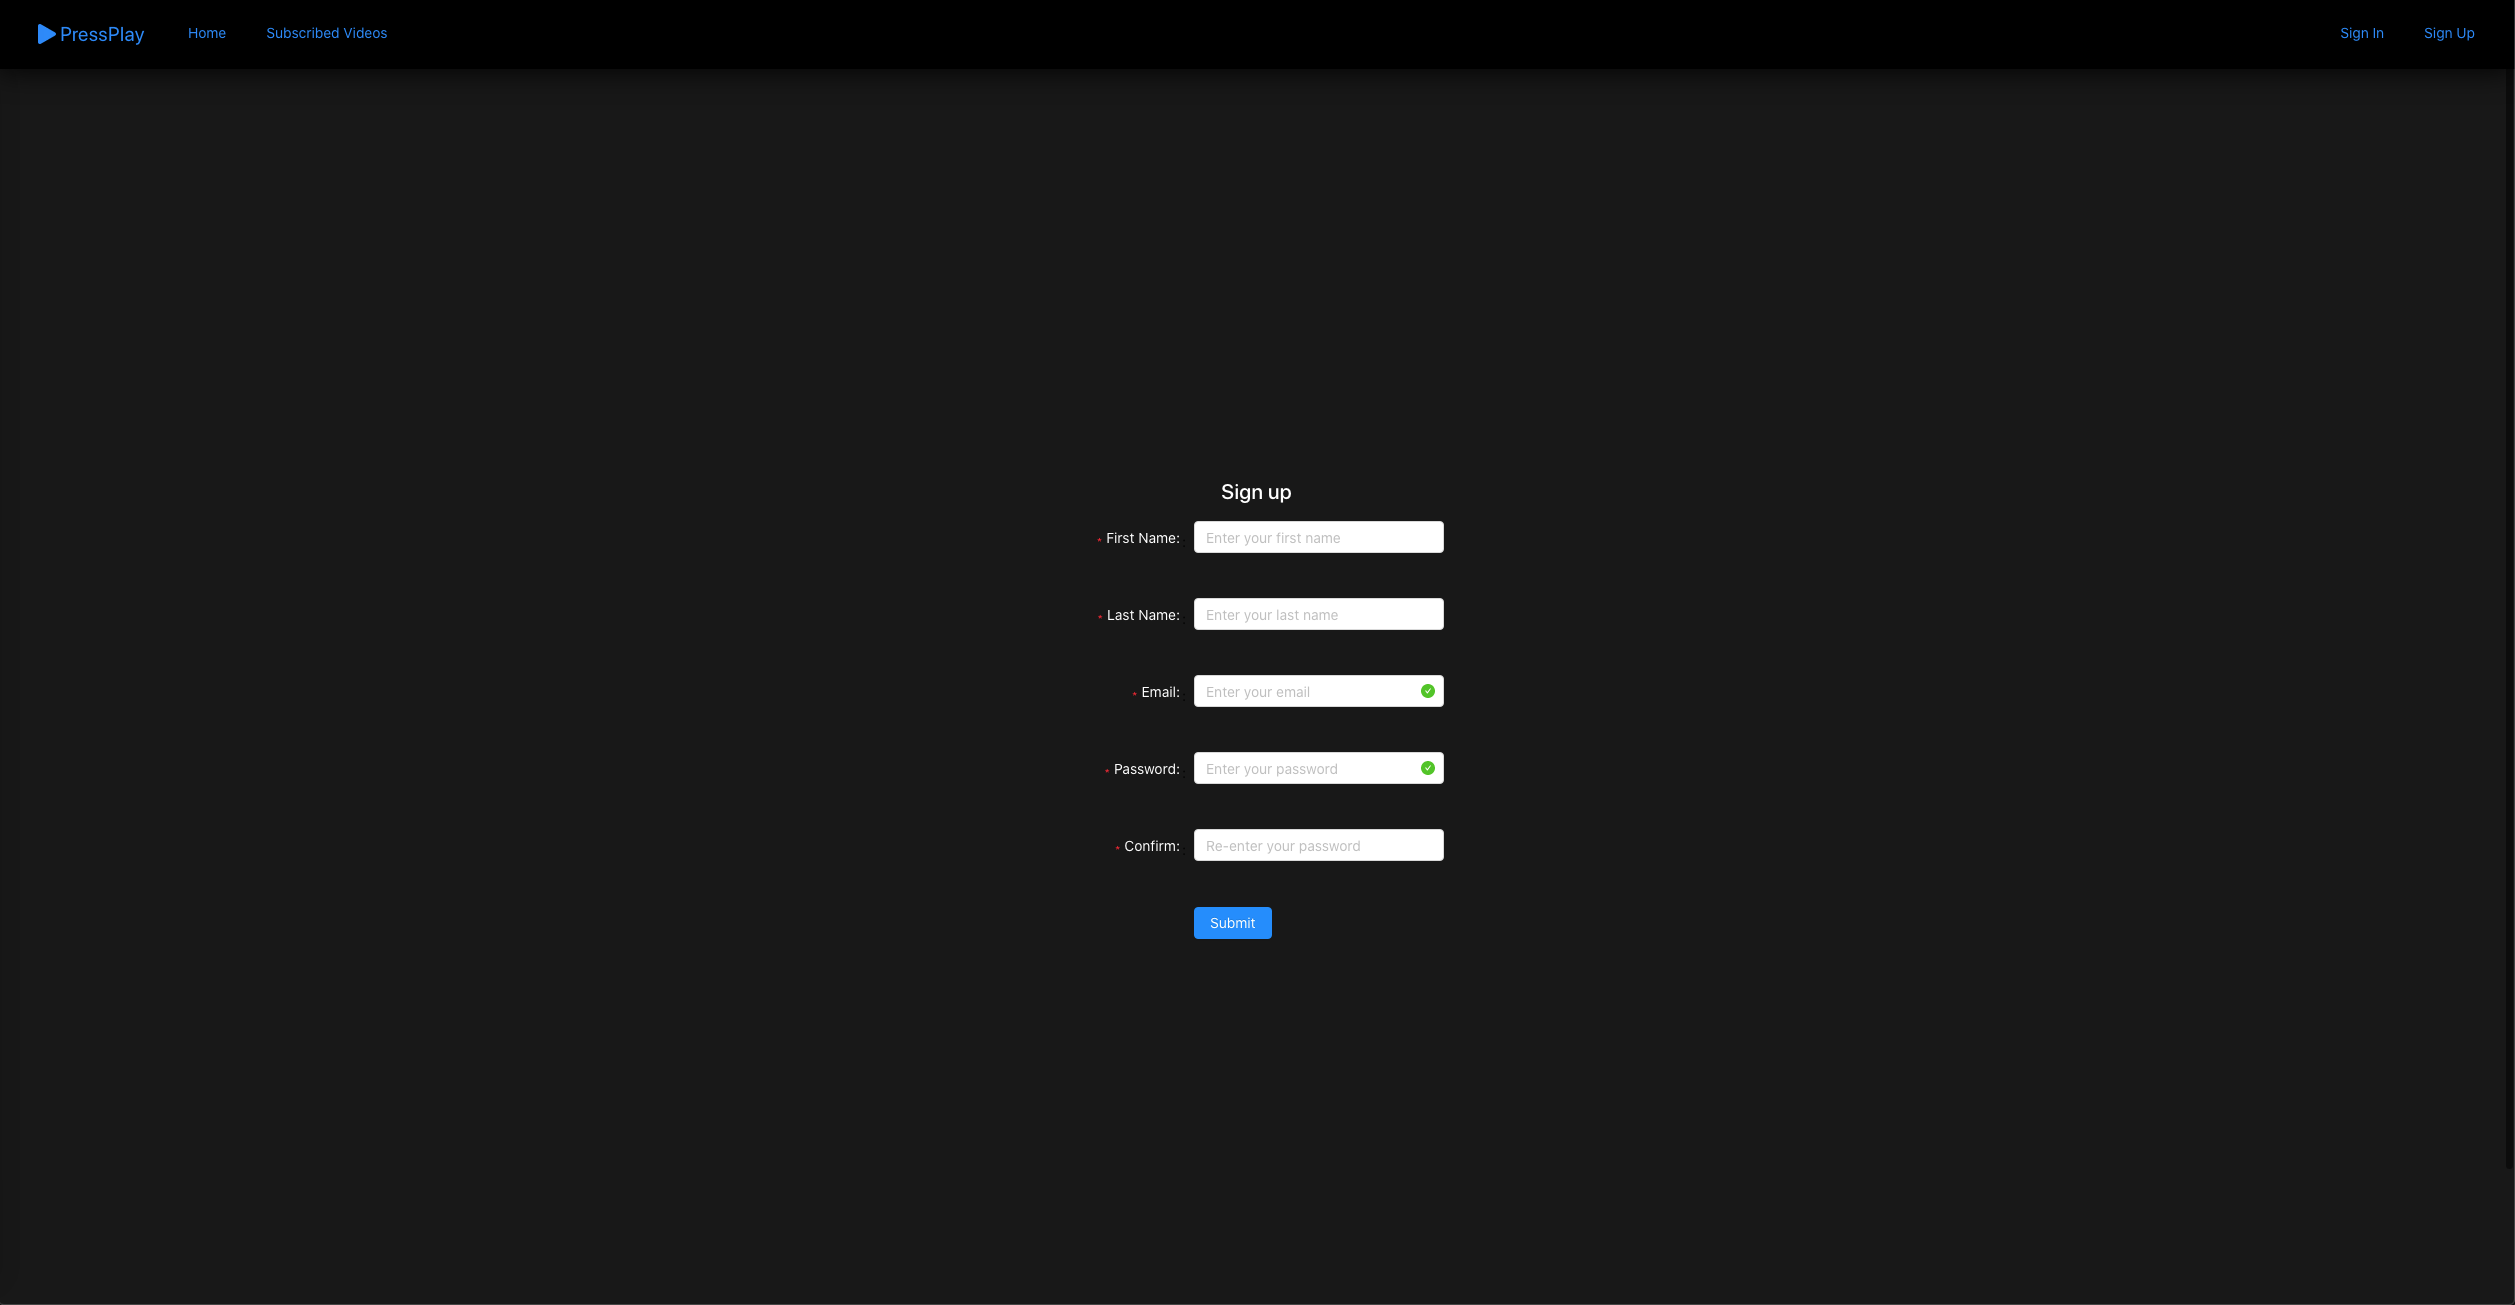 PressPlay Home Subscribed Videos Sign In Sign Up
Sign up
* First Name: Enter your first name
* Last Name: Enter your last name
* Email: Enter your email
* Password: Enter your password
* Confirm: Re-enter your password
Submit